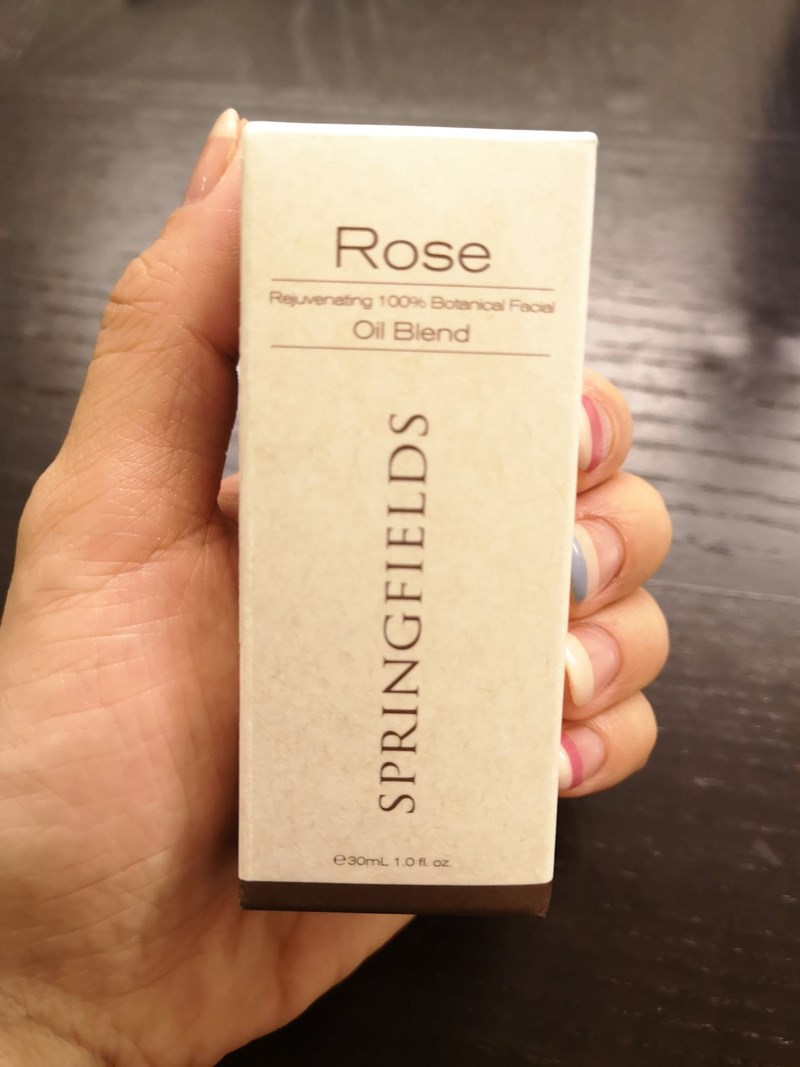 Rose
Rejuvenating 100% Botanical Facial
Oil Blend
SPRINGFIELDS
℮30mL 1.0 fl. oz.